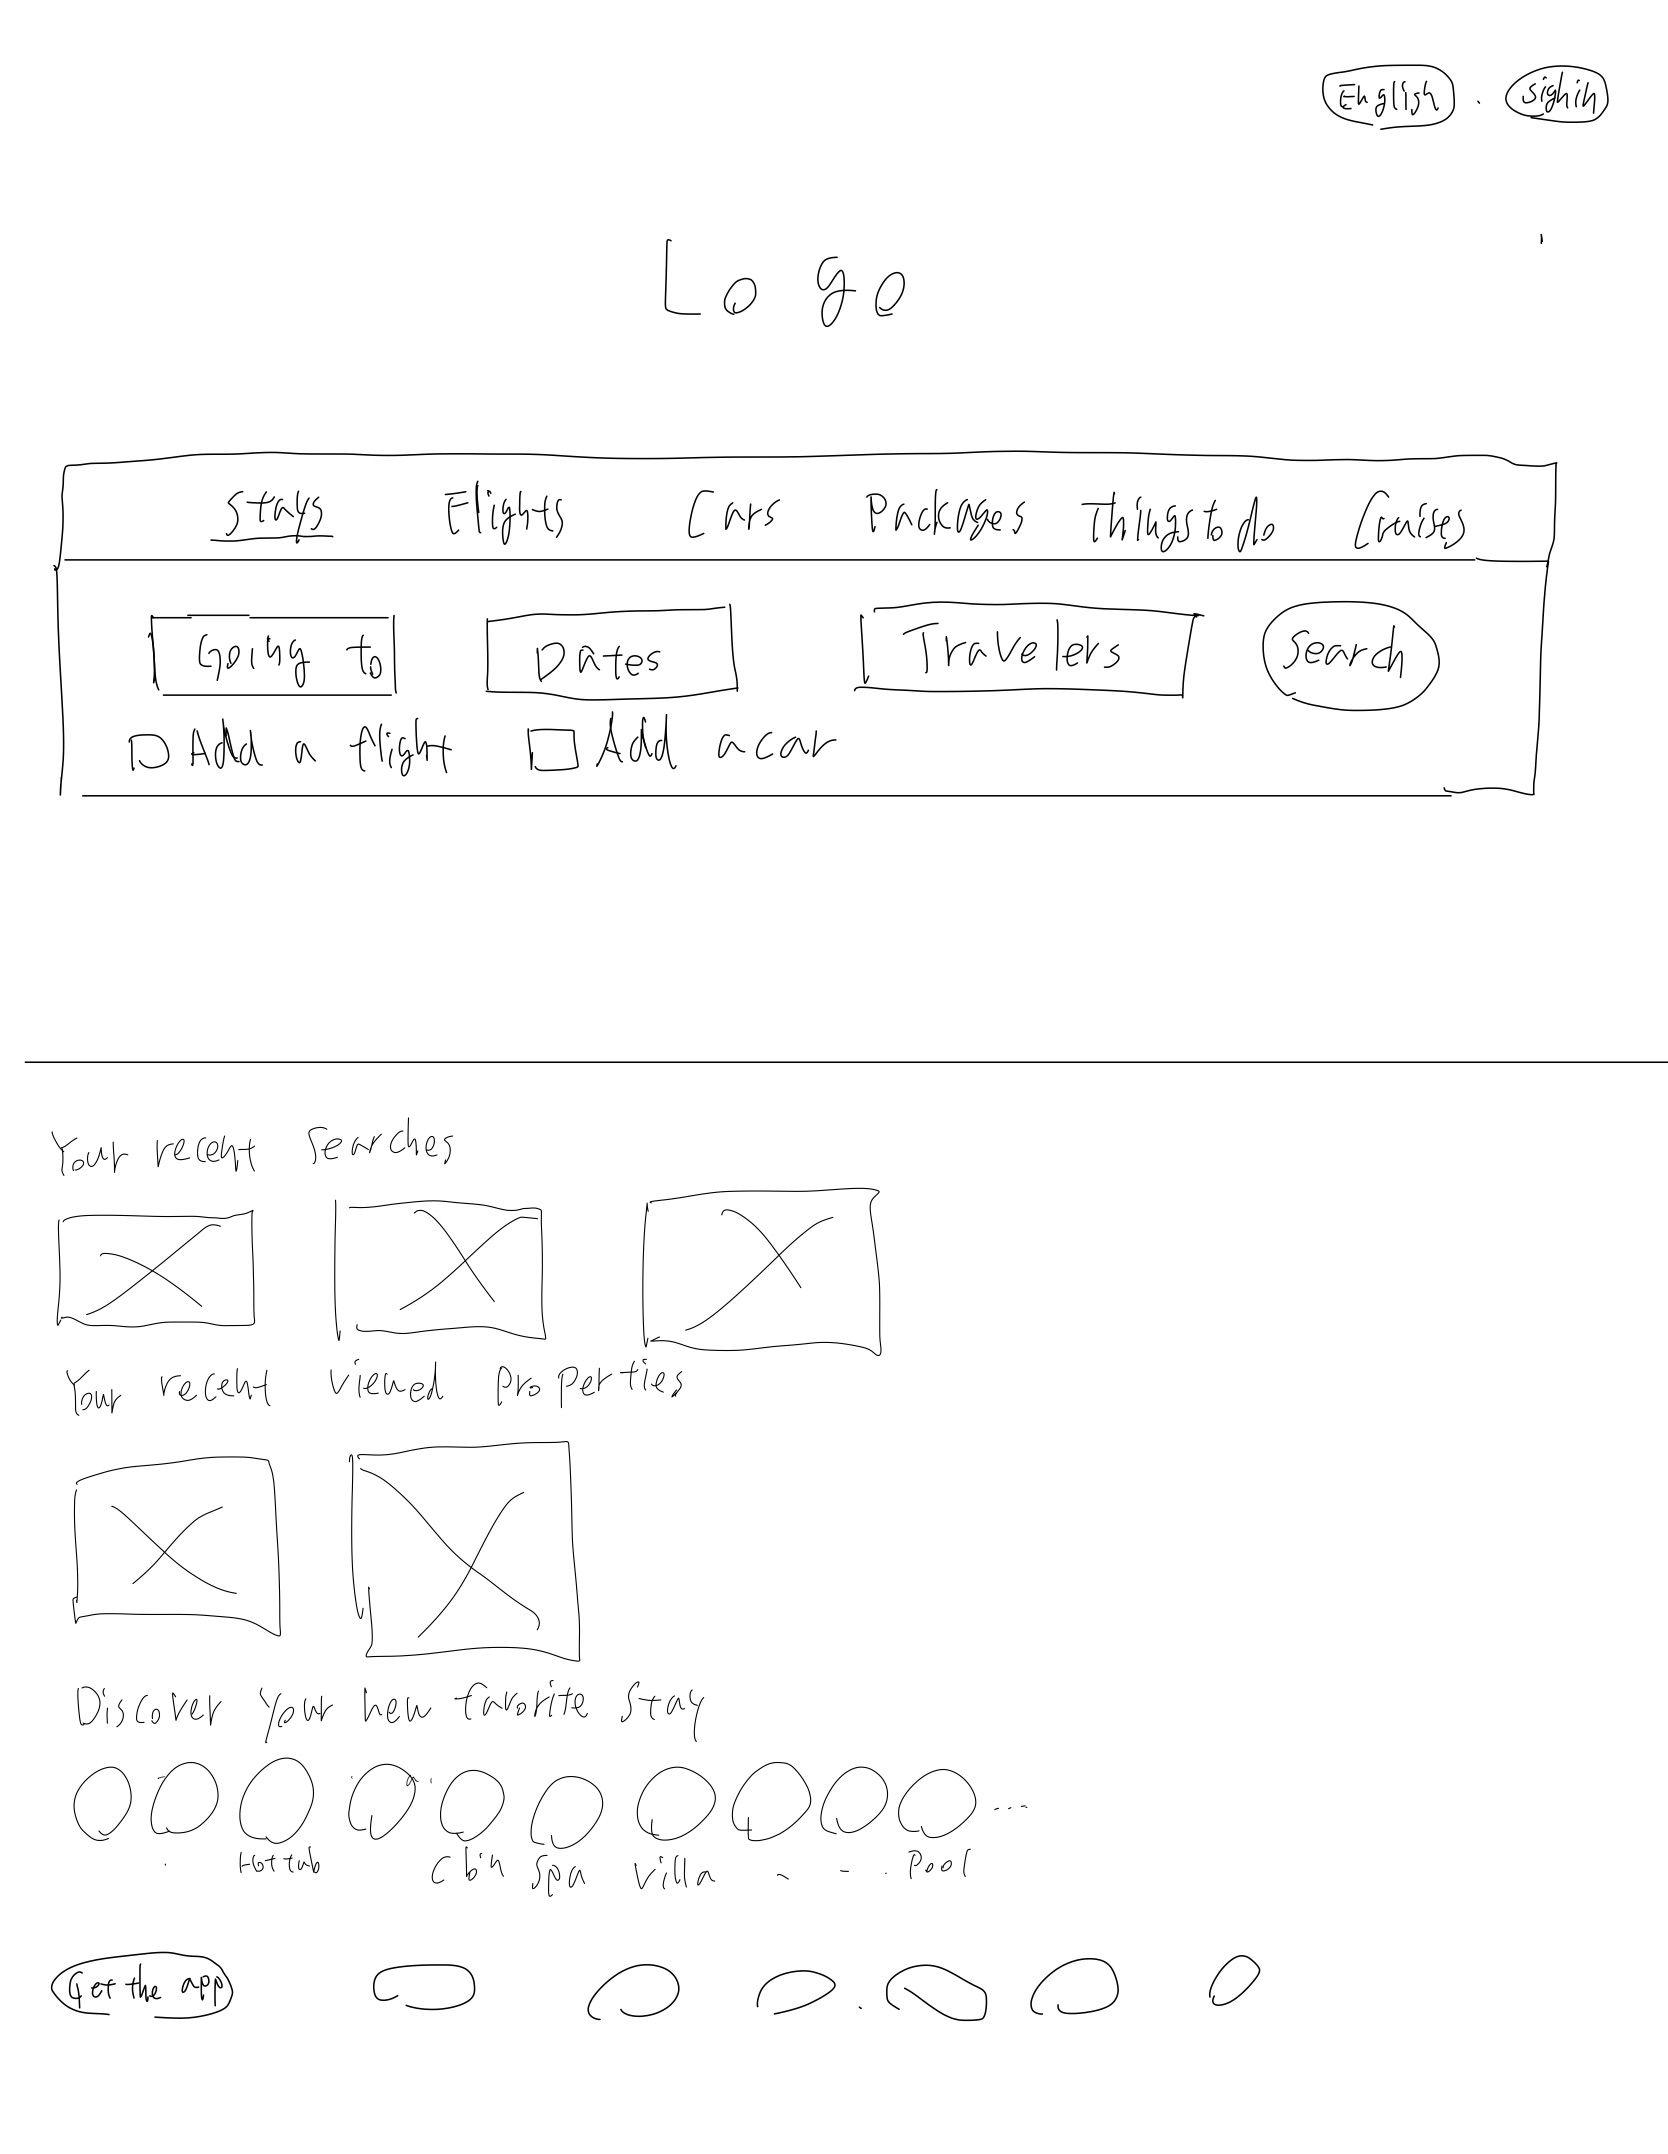 English sighin
Logo
Stays Flights Cars Packages Things to do Cruises
Going to Dates Travelers Search
Add a flight Add a car
Your recent searches
Your recent viewed properties
Discover your new favorite stay
Hot tub Cbin Spa Villa Pool
Get the app